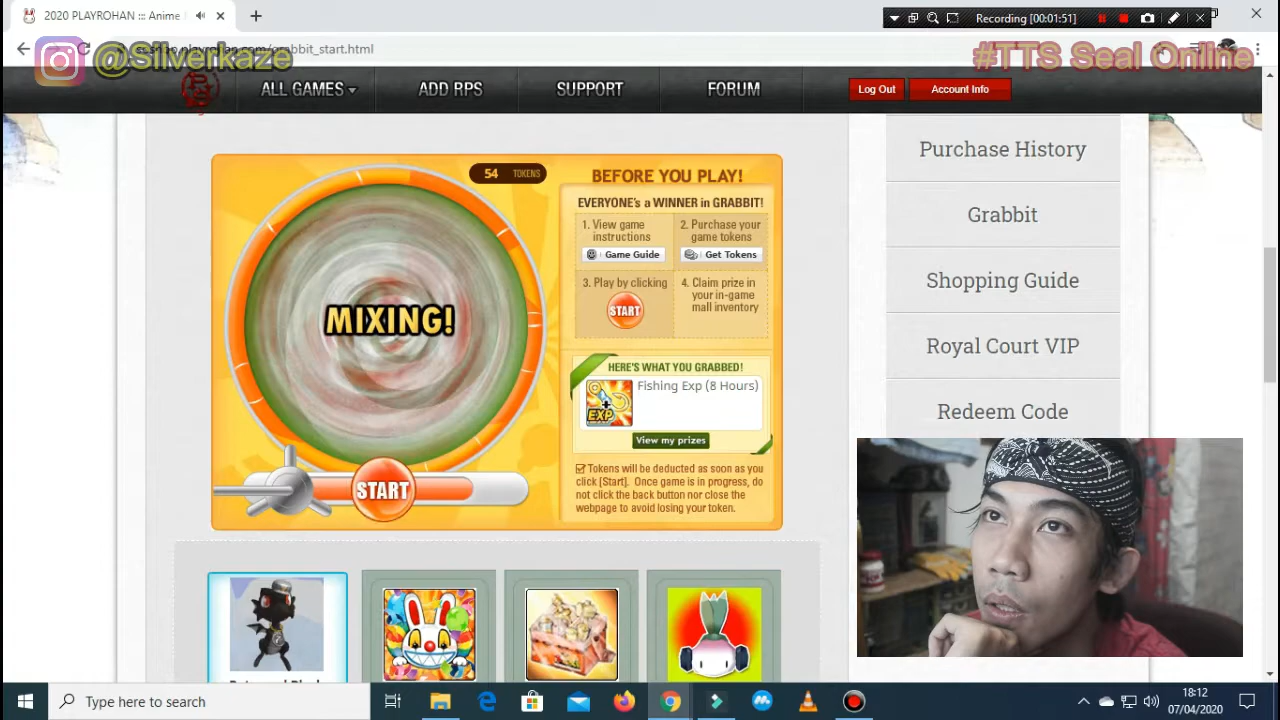 2020 PLAYROHAN ::: Anime
Recording [00:01:51]
playrohan.com/grabbit_start.html
@Silverkaze
#TTS Seal Online
ALL GAMES
ADD RPS
SUPPORT
FORUM
Log Out
Account Info
54 TOKENS
MIXING!
START
BEFORE YOU PLAY!
EVERYONE's a WINNER in GRABBIT!
1. View game
instructions
Game Guide
2. Purchase your
game tokens
Get Tokens
3. Play by clicking
START
4. Claim prize in
your in-game
mall inventory
HERE'S WHAT YOU GRABBED!
EXP
Fishing Exp (8 Hours)
View my prizes
Tokens will be deducted as soon as you
click [Start]. Once game is in progress, do
not click the back button nor close the
webpage to avoid losing your token.
Purchase History
Grabbit
Shopping Guide
Royal Court VIP
Redeem Code
Type here to search
18:12
07/04/2020